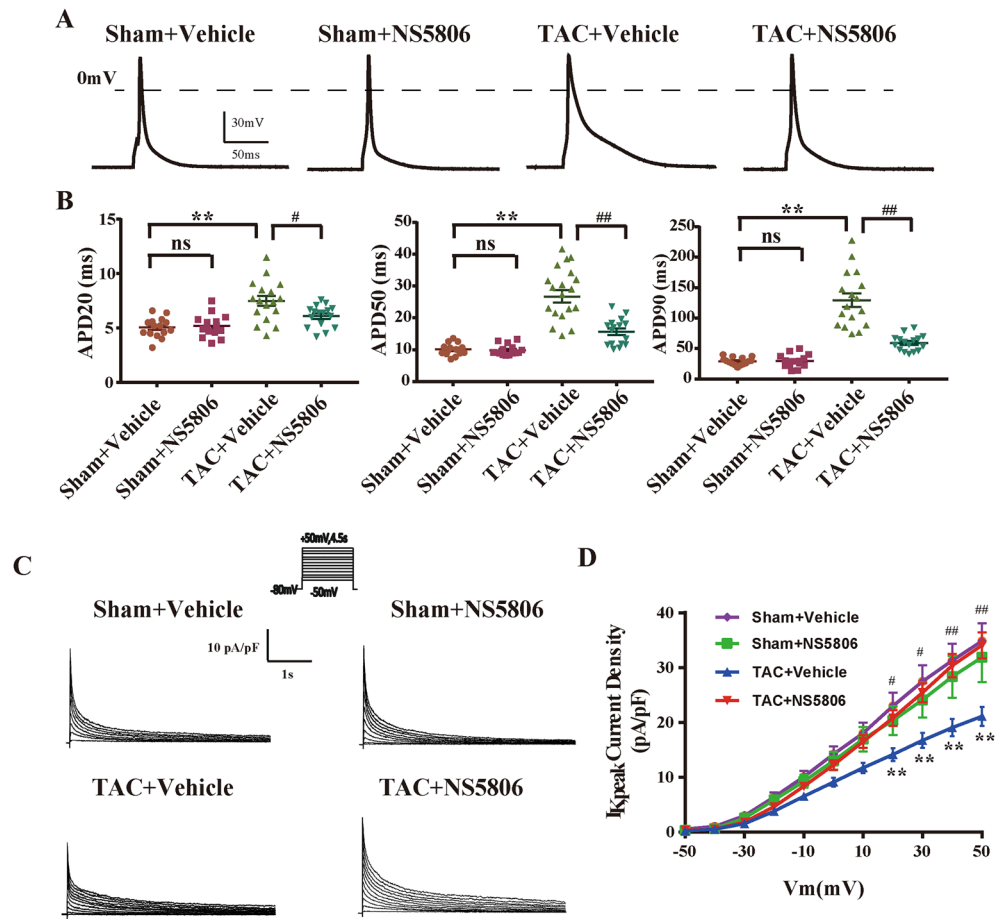 A
Sham+Vehicle
Sham+NS5806
TAC+Vehicle
TAC+NS5806
0mV
30mV
50ms
B
APD20 (ms)
15
10
5
0
**
#
ns
Sham+Vehicle
Sham+NS5806
TAC+Vehicle
TAC+NS5806
APD50 (ms)
50
40
30
20
10
0
**
##
ns
Sham+Vehicle
Sham+NS5806
TAC+Vehicle
TAC+NS5806
APD90 (ms)
250
200
150
100
50
0
**
##
ns
Sham+Vehicle
Sham+NS5806
TAC+Vehicle
TAC+NS5806
C
+50mV,4.5s
-80mV
-50mV
Sham+Vehicle
Sham+NS5806
10 pA/pF
1s
TAC+Vehicle
TAC+NS5806
D
IKpeak Current Density
(pA/pF)
40
30
20
10
0
Sham+Vehicle
Sham+NS5806
TAC+Vehicle
TAC+NS5806
#
#
##
##
**
**
**
**
-50
-30
-10
10
30
50
Vm(mV)